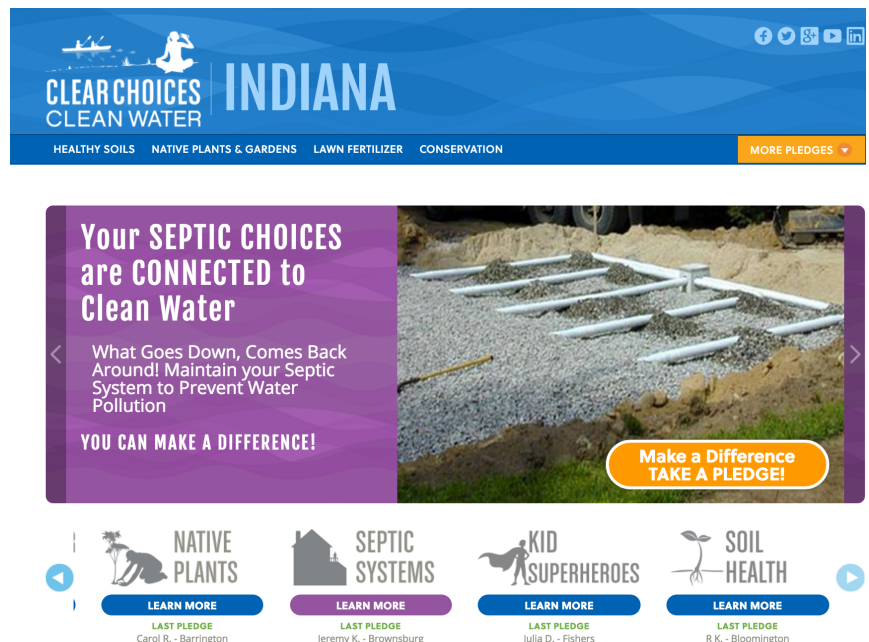 CLEAR CHOICES
CLEAN WATER
INDIANA
HEALTHY SOILS NATIVE PLANTS & GARDENS LAWN FERTILIZER CONSERVATION MORE PLEDGES
Your SEPTIC CHOICES
are CONNECTED to
Clean Water
What Goes Down, Comes Back
Around! Maintain your Septic
System to Prevent Water
Pollution
YOU CAN MAKE A DIFFERENCE!
Make a Difference
TAKE A PLEDGE!
NATIVE
PLANTS
LEARN MORE
LAST PLEDGE
Carol R. - Barrington
SEPTIC
SYSTEMS
LEARN MORE
LAST PLEDGE
Jeremy K. - Brownsburg
KID
SUPERHEROES
LEARN MORE
LAST PLEDGE
Julia D. - Fishers
SOIL
HEALTH
LEARN MORE
LAST PLEDGE
R K. - Bloomington